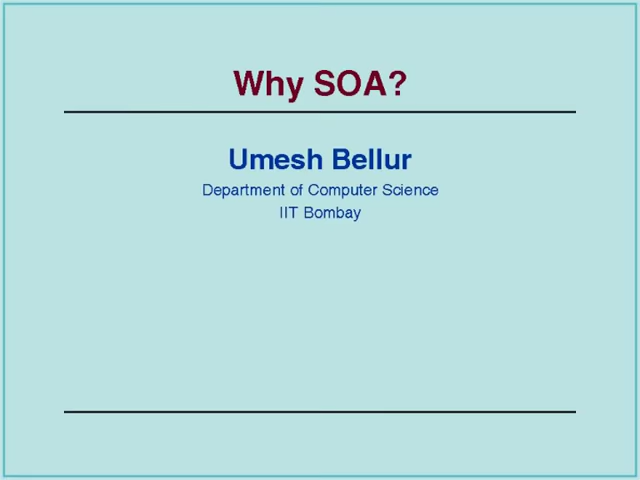 Why SOA?
Umesh Bellur
Department of Computer Science
IIT Bombay